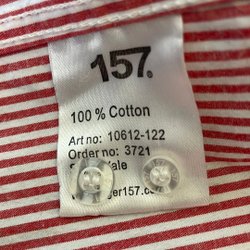 157.
100 % Cotton
Art no: 10612-122
Order no: 3721